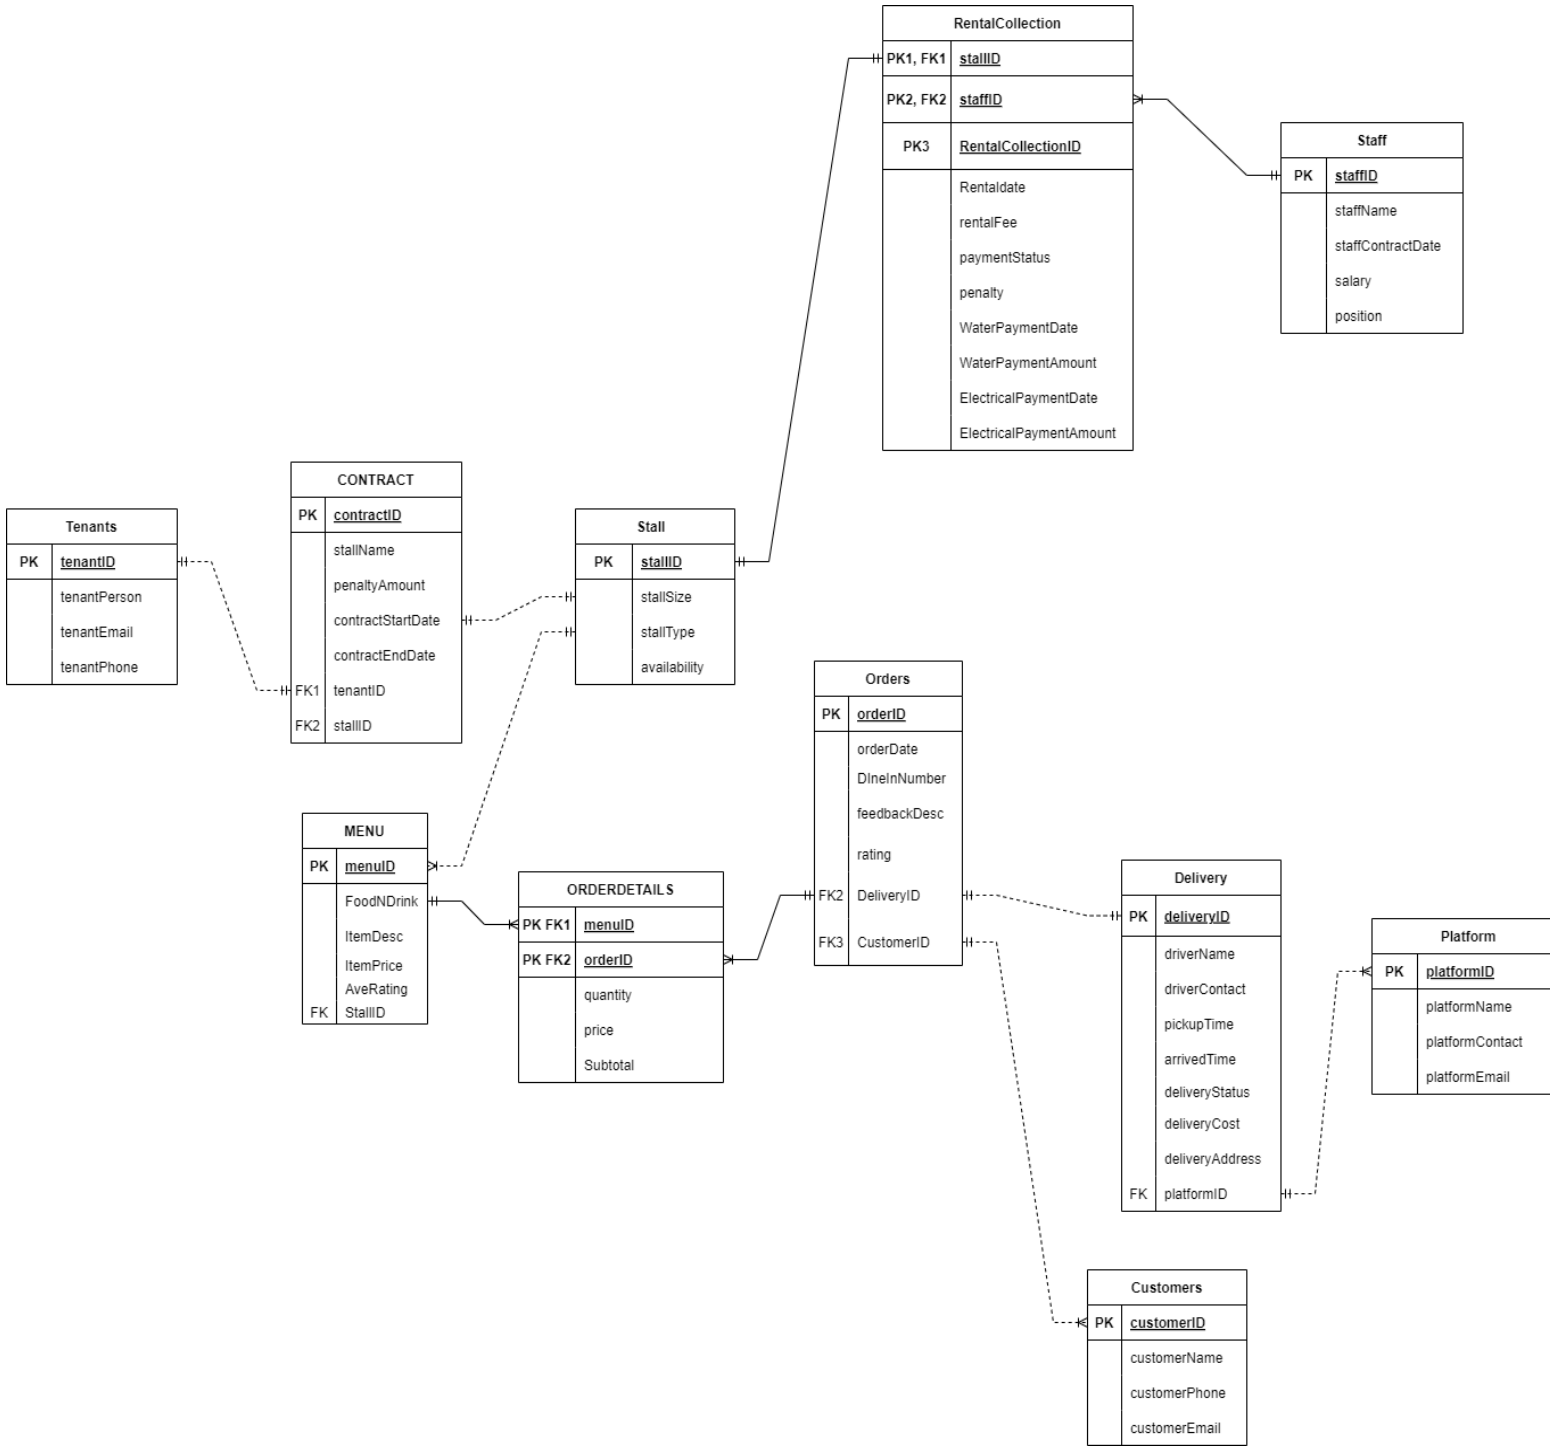 RentalCollection
PK1, FK1 stallID
PK2, FK2 staffID
PK3 RentalCollectionID
Rentaldate
rentalFee
paymentStatus
penalty
WaterPaymentDate
WaterPaymentAmount
ElectricalPaymentDate
ElectricalPaymentAmount
Staff
PK staffID
staffName
staffContractDate
salary
position
Tenants
PK tenantID
tenantPerson
tenantEmail
tenantPhone
CONTRACT
PK contractID
stallName
penaltyAmount
contractStartDate
contractEndDate
FK1 tenantID
FK2 stallID
Stall
PK stallID
stallSize
stallType
availability
MENU
PK menuID
FoodNDrink
ItemDesc
ItemPrice
AveRating
FK StallID
ORDERDETAILS
PK FK1 menuID
PK FK2 orderID
quantity
price
Subtotal
Orders
PK orderID
orderDate
DIneInNumber
feedbackDesc
rating
FK2 DeliveryID
FK3 CustomerID
Delivery
PK deliveryID
driverName
driverContact
pickupTime
arrivedTime
deliveryStatus
deliveryCost
deliveryAddress
FK platformID
Platform
PK platformID
platformName
platformContact
platformEmail
Customers
PK customerID
customerName
customerPhone
customerEmail